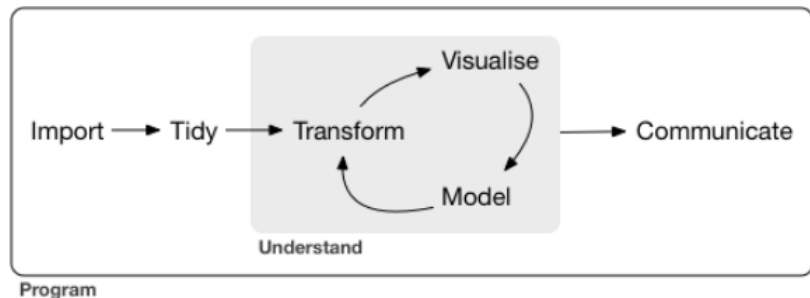 Visualise
Import
Tidy
Transform
Communicate
Model
Understand
Program